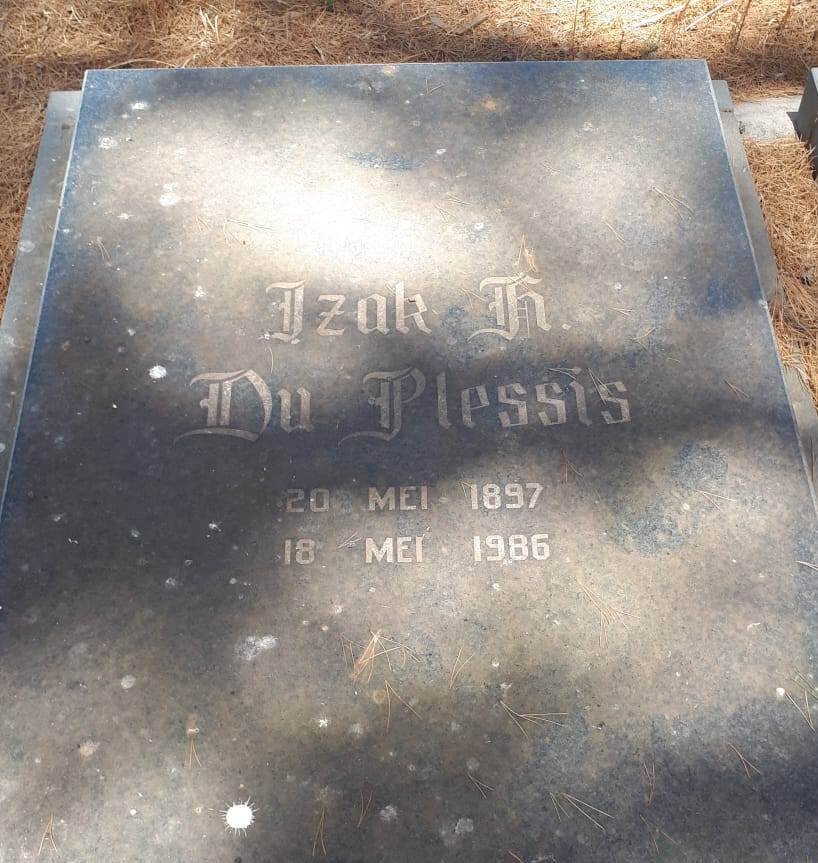 Izak H.
Du Plessis
20 MEI 1897
18 MEI 1986